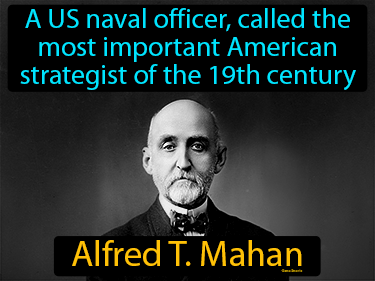 A US naval officer, called the
most important American
strategist of the 19th century
Alfred T. Mahan